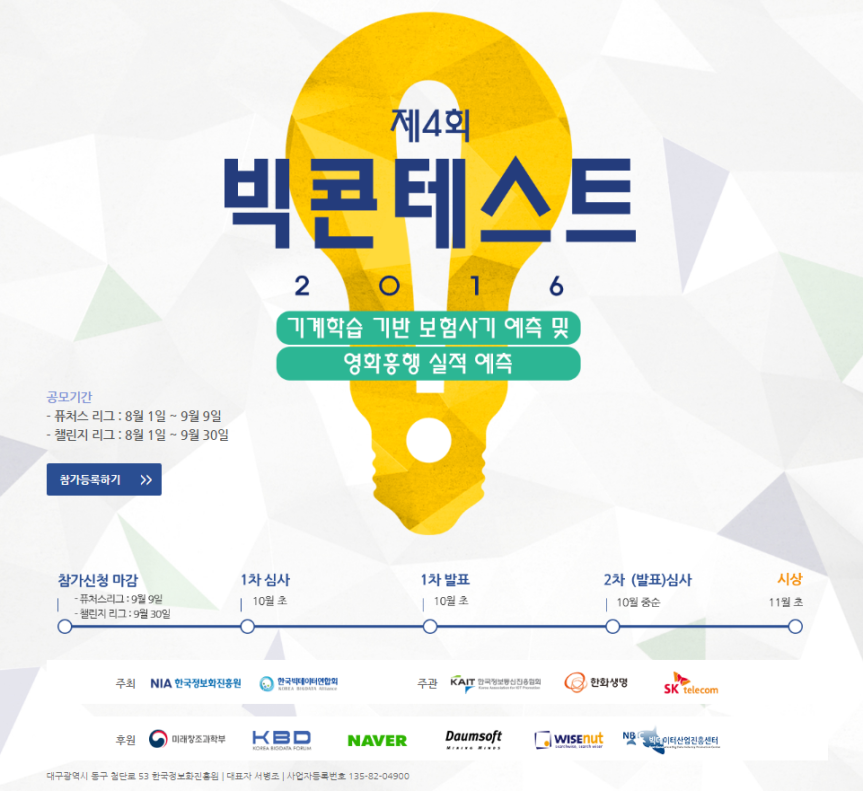 제4회
빅콘테스트
2016
기계학습 기반 보험사기 예측 및
영화흥행 실적 예측
공모기간
- 퓨처스 리그 : 8월 1일 ~ 9월 9일
- 챌린지 리그 : 8월 1일 ~ 9월 30일
참가등록하기 >>
참가신청 마감
- 퓨처스리그 : 9월 9일
- 챌린지 리그 : 9월 30일
1차 심사
10월 초
1차 발표
10월 초
2차 (발표)심사
10월 중순
시상
11월 초
주최 NIA 한국정보화진흥원 한국빅데이터연합회 KOREA BIGDATA Alliance
주관 KAIT 한국정보통신진흥협회 Korea Association for ICT Promotion 한화생명 SK telecom
후원 미래창조과학부 KBD KOREA BIGDATA FORUM NAVER Daumsoft MINING MINDS WISEnut NB 빅데이터산업진흥센터
대구광역시 동구 첨단로 53 한국정보화진흥원 | 대표자 서병조 | 사업자등록번호 135-82-04900